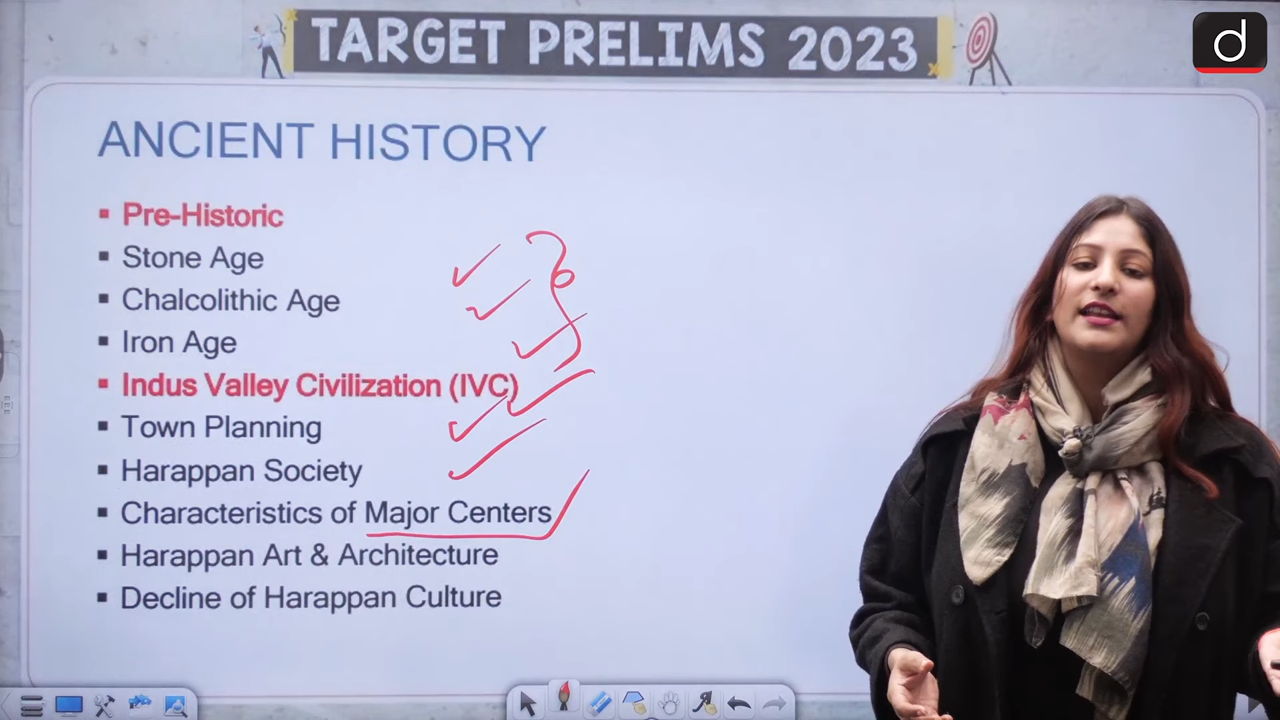 TARGET PRELIMS 2023
d
ANCIENT HISTORY
Pre-Historic
Stone Age
Chalcolithic Age
Iron Age
Indus Valley Civilization (IVC)
Town Planning
Harappan Society
Characteristics of Major Centers
Harappan Art & Architecture
Decline of Harappan Culture